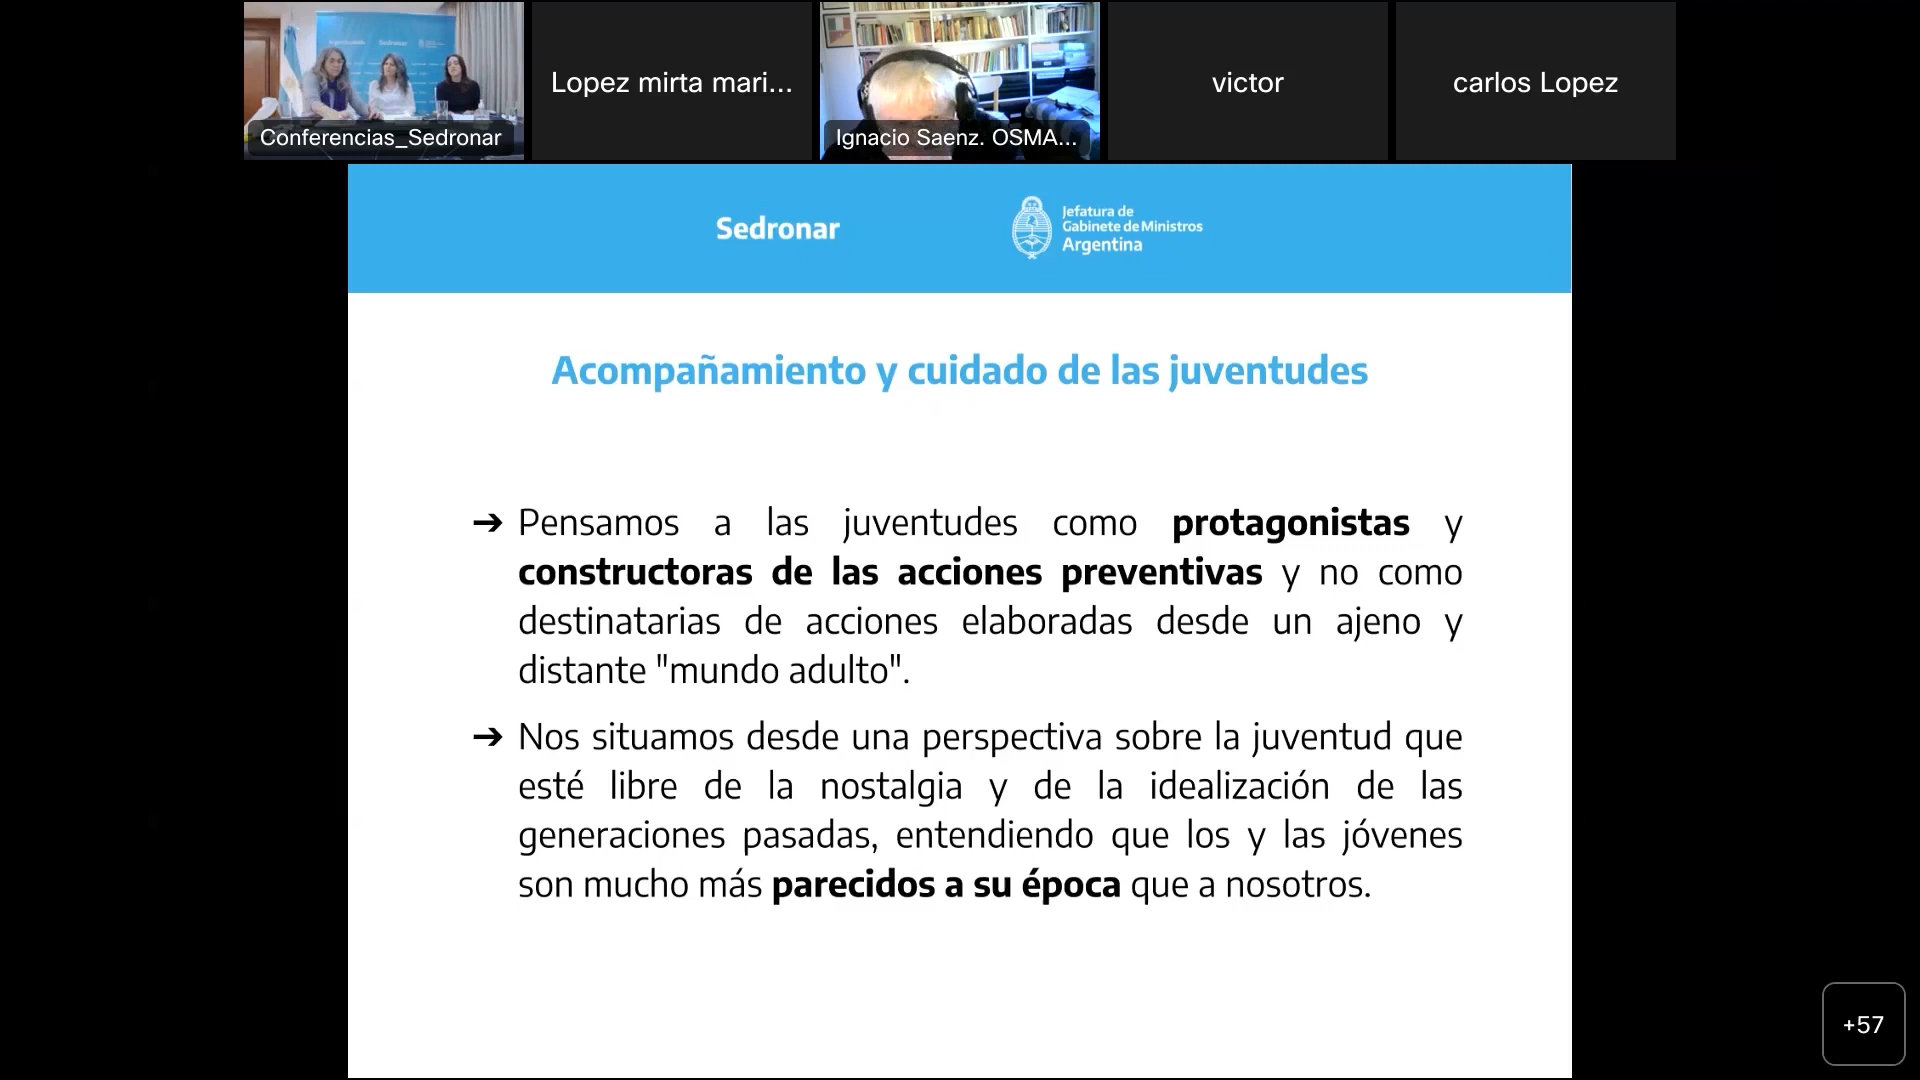 Conferencias_Sedronar
Lopez mirta mari...
Ignacio Saenz. OSMA...
victor
carlos Lopez
Sedronar
Jefatura de
Gabinete de Ministros
Argentina
Acompañamiento y cuidado de las juventudes
➔ Pensamos a las juventudes como protagonistas y
constructoras de las acciones preventivas y no como
destinatarias de acciones elaboradas desde un ajeno y
distante "mundo adulto".
➔ Nos situamos desde una perspectiva sobre la juventud que
esté libre de la nostalgia y de la idealización de las
generaciones pasadas, entendiendo que los y las jóvenes
son mucho más parecidos a su época que a nosotros.
+57